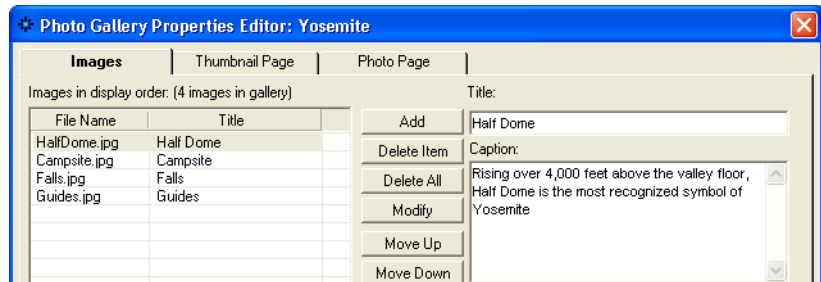 Photo Gallery Properties Editor: Yosemite
Images Thumbnail Page Photo Page
Images in display order: (4 images in gallery)
File Name Title
HalfDome.jpg Half Dome
Campsite.jpg Campsite
Falls.jpg Falls
Guides.jpg Guides
Add
Delete Item
Delete All
Modify
Move Up
Move Down
Title:
Half Dome
Caption:
Rising over 4,000 feet above the valley floor,
Half Dome is the most recognized symbol of
Yosemite